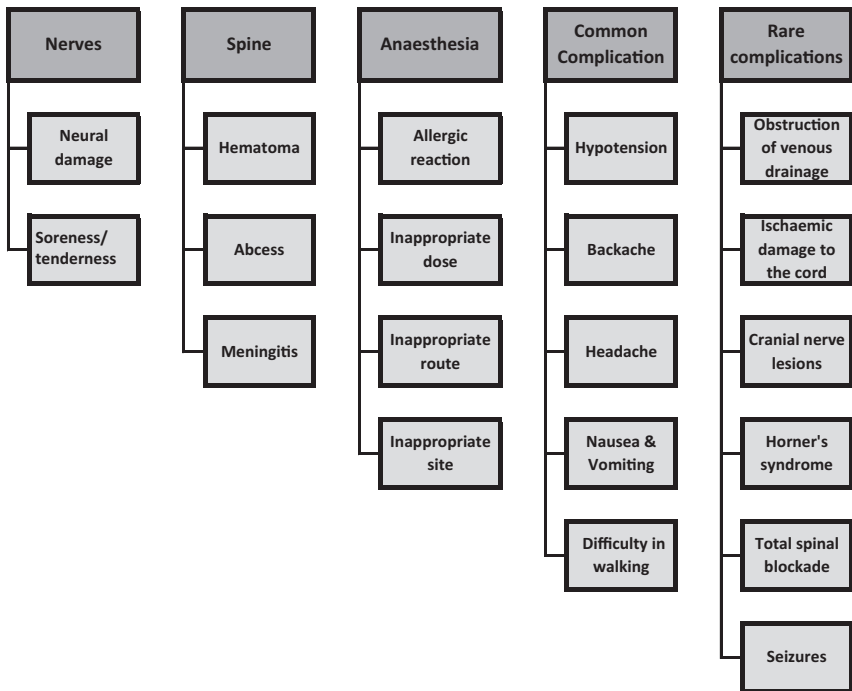 Nerves
Neural
damage
Soreness/
tenderness
Spine
Hematoma
Abcess
Meningitis
Anaesthesia
Allergic
reaction
Inappropriate
dose
Inappropriate
route
Inappropriate
site
Common
Complication
Hypotension
Backache
Headache
Nausea &
Vomiting
Difficulty in
walking
Rare
complications
Obstruction
of venous
drainage
Ischaemic
damage to
the cord
Cranial nerve
lesions
Horner's
syndrome
Total spinal
blockade
Seizures